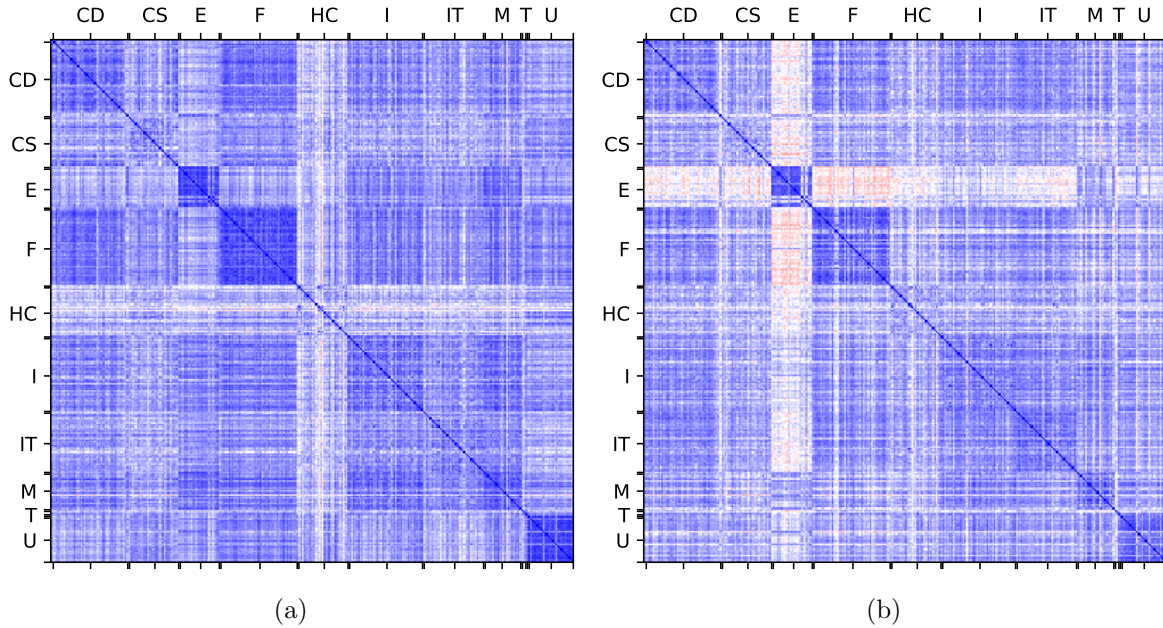 CD CS E F HC I IT M T U
CD CS E F HC I IT M T U
CD
CS
E
F
HC
I
IT
M
T
U
CD
CS
E
F
HC
I
IT
M
T
U
(a)
(b)